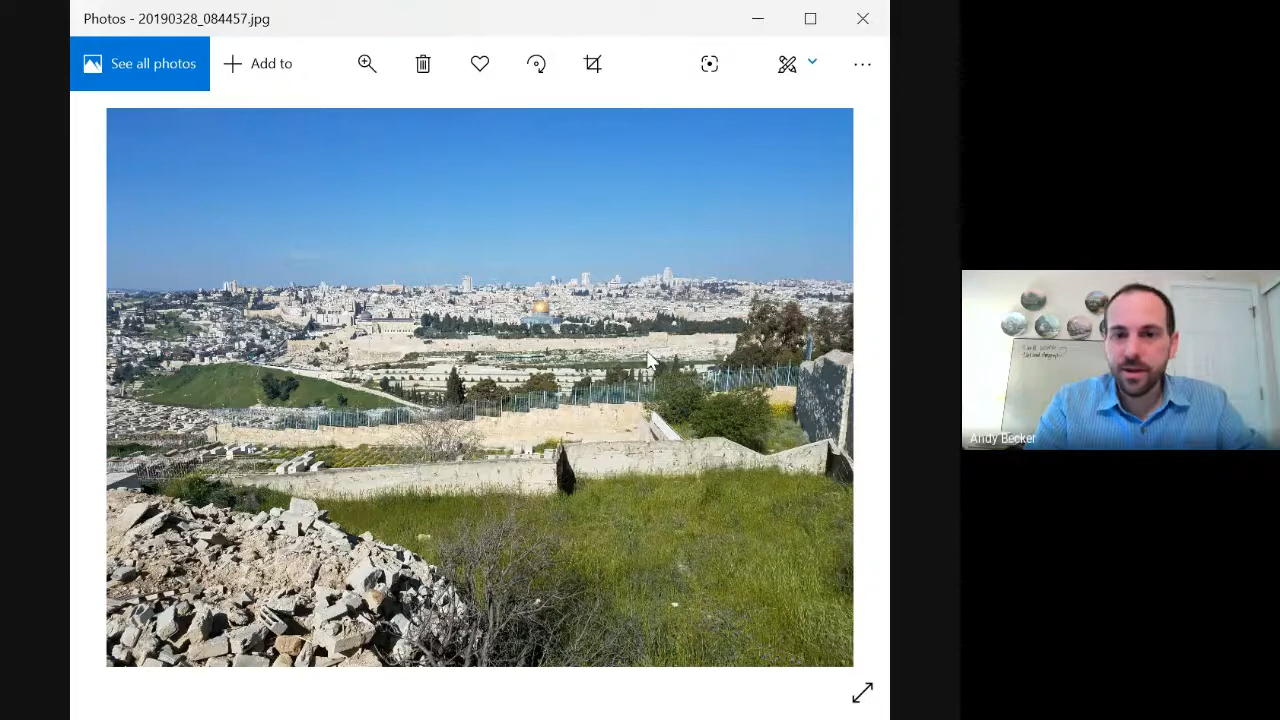 Photos - 20190328_084457.jpg
See all photos
Add to
Andy Becker